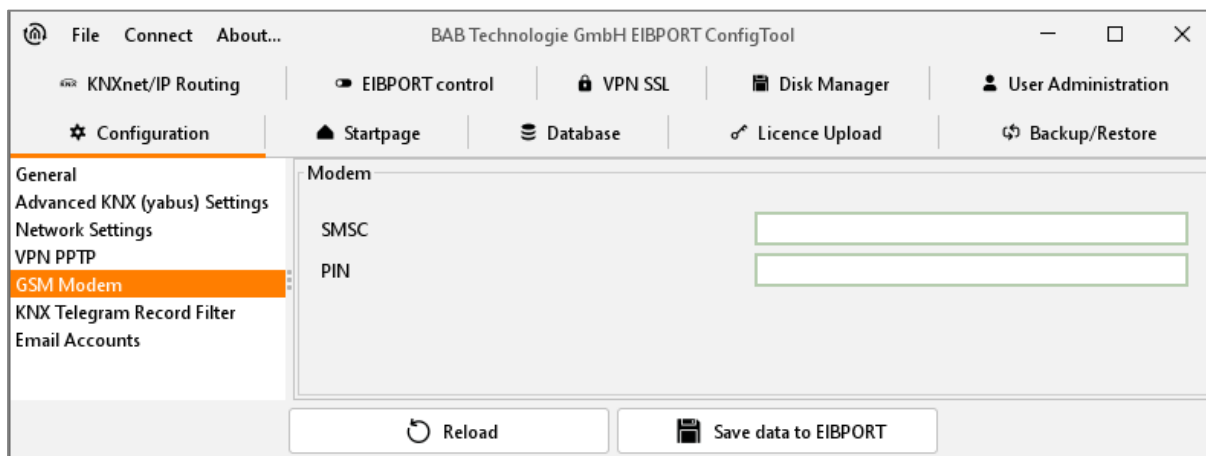 File Connect About... BAB Technologie GmbH EIBPORT ConfigTool
KNXnet/IP Routing EIBPORT control VPN SSL Disk Manager User Administration
Configuration Startpage Database Licence Upload Backup/Restore
General
Advanced KNX (yabus) Settings
Network Settings
VPN PPTP
GSM Modem
KNX Telegram Record Filter
Email Accounts
Modem
SMSC
PIN
Reload Save data to EIBPORT